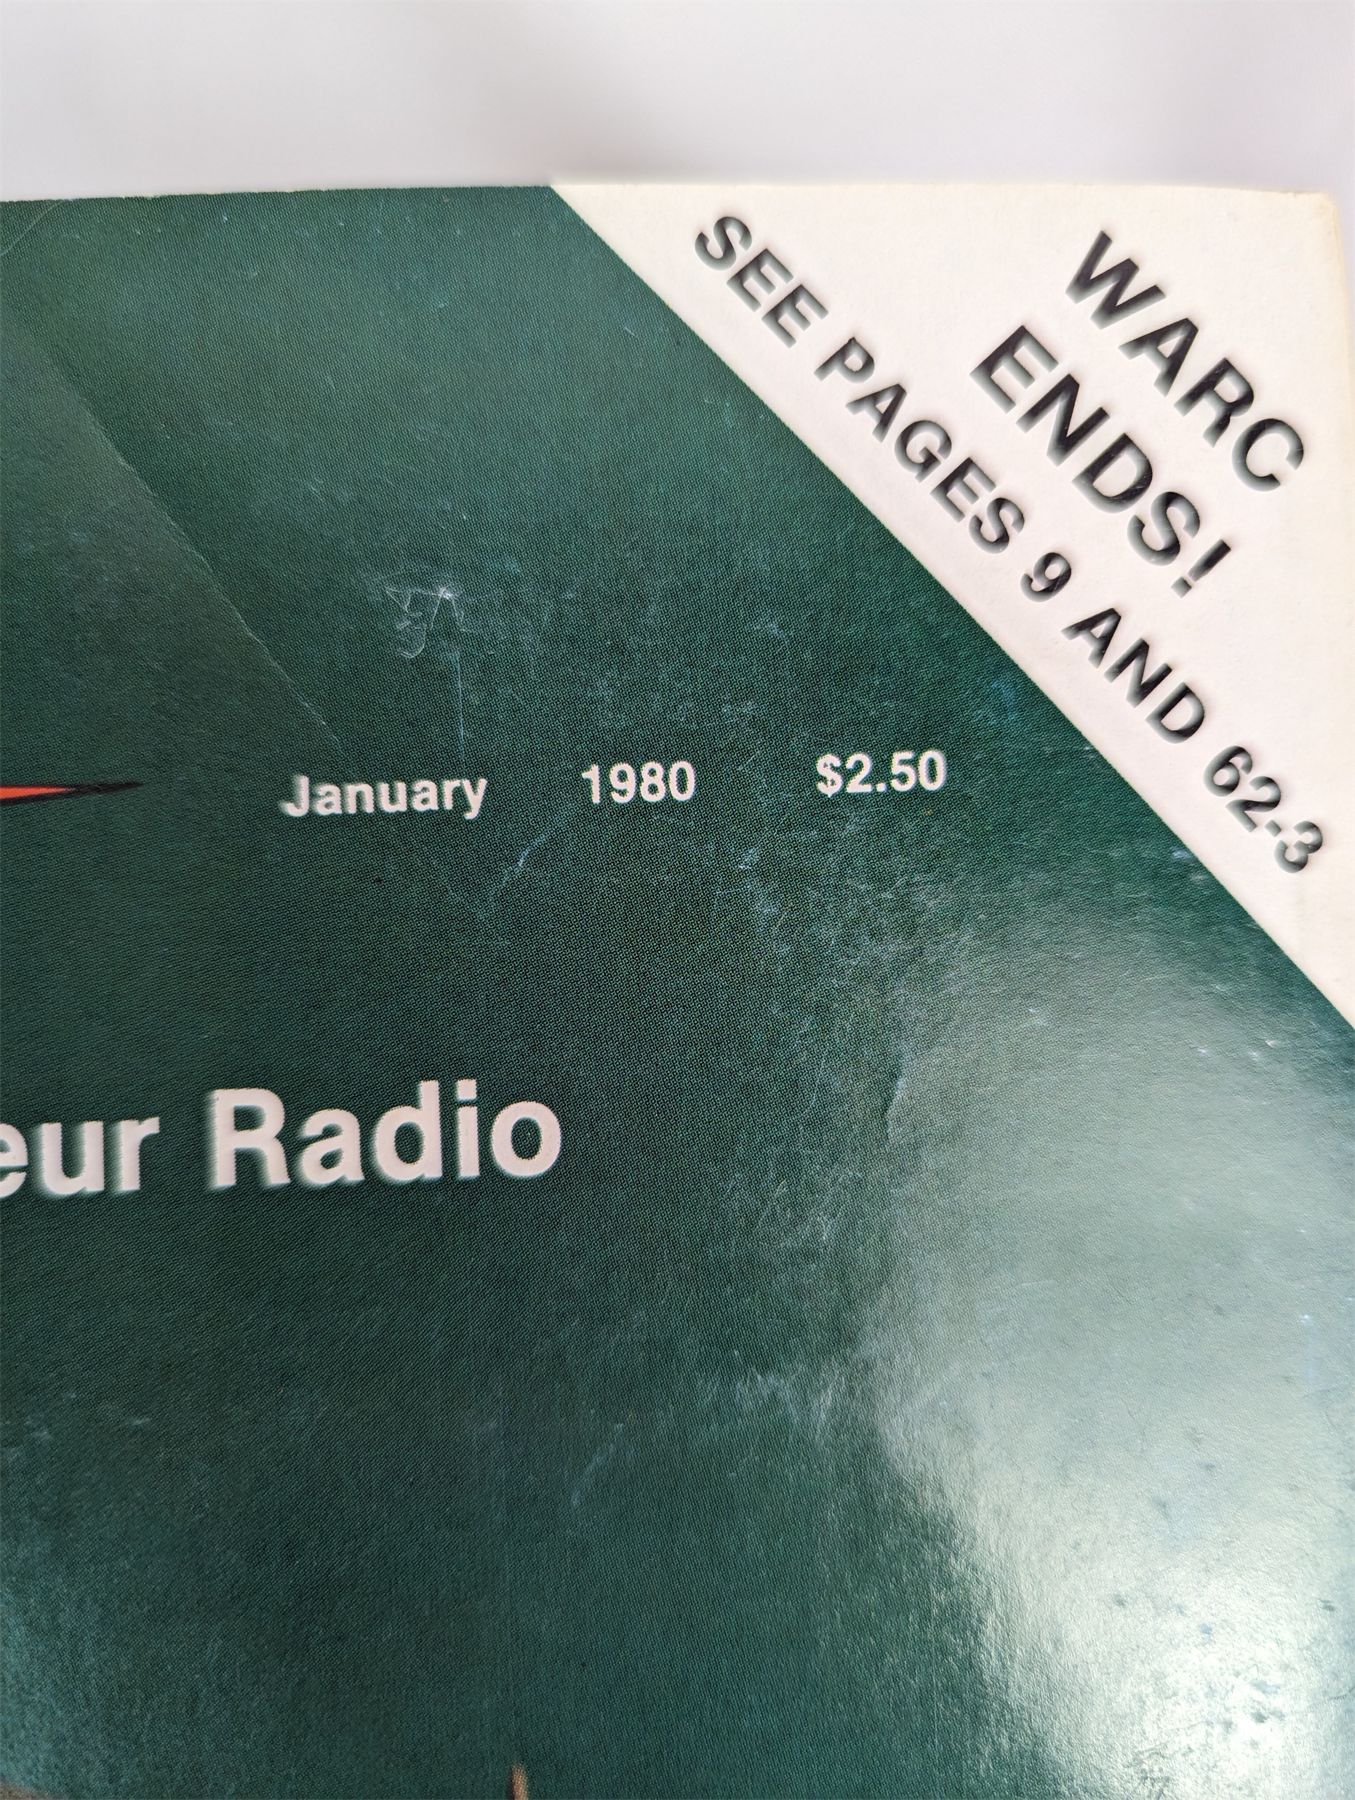 WARC
ENDS!
SEE PAGES 9 AND 62-3
January 1980 $2.50
eur Radio